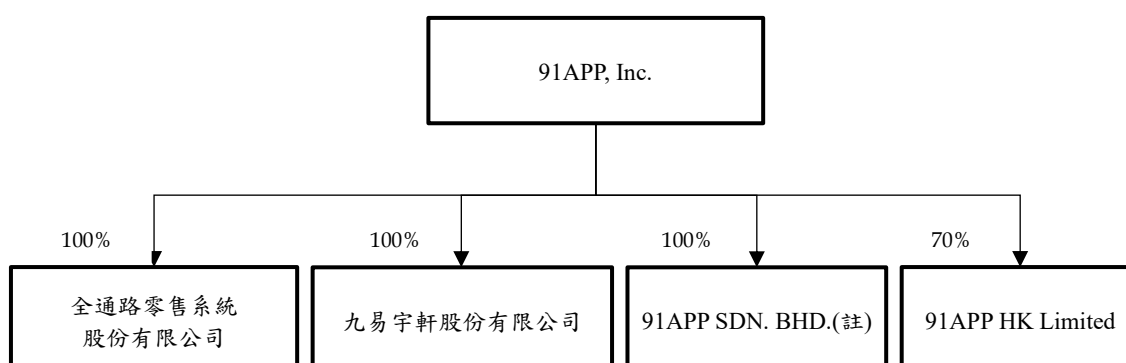 91APP, Inc.
100%
100%
100%
70%
全通路零售系統
股份有限公司
九易宇軒股份有限公司
91APP SDN. BHD.(註)
91APP HK Limited